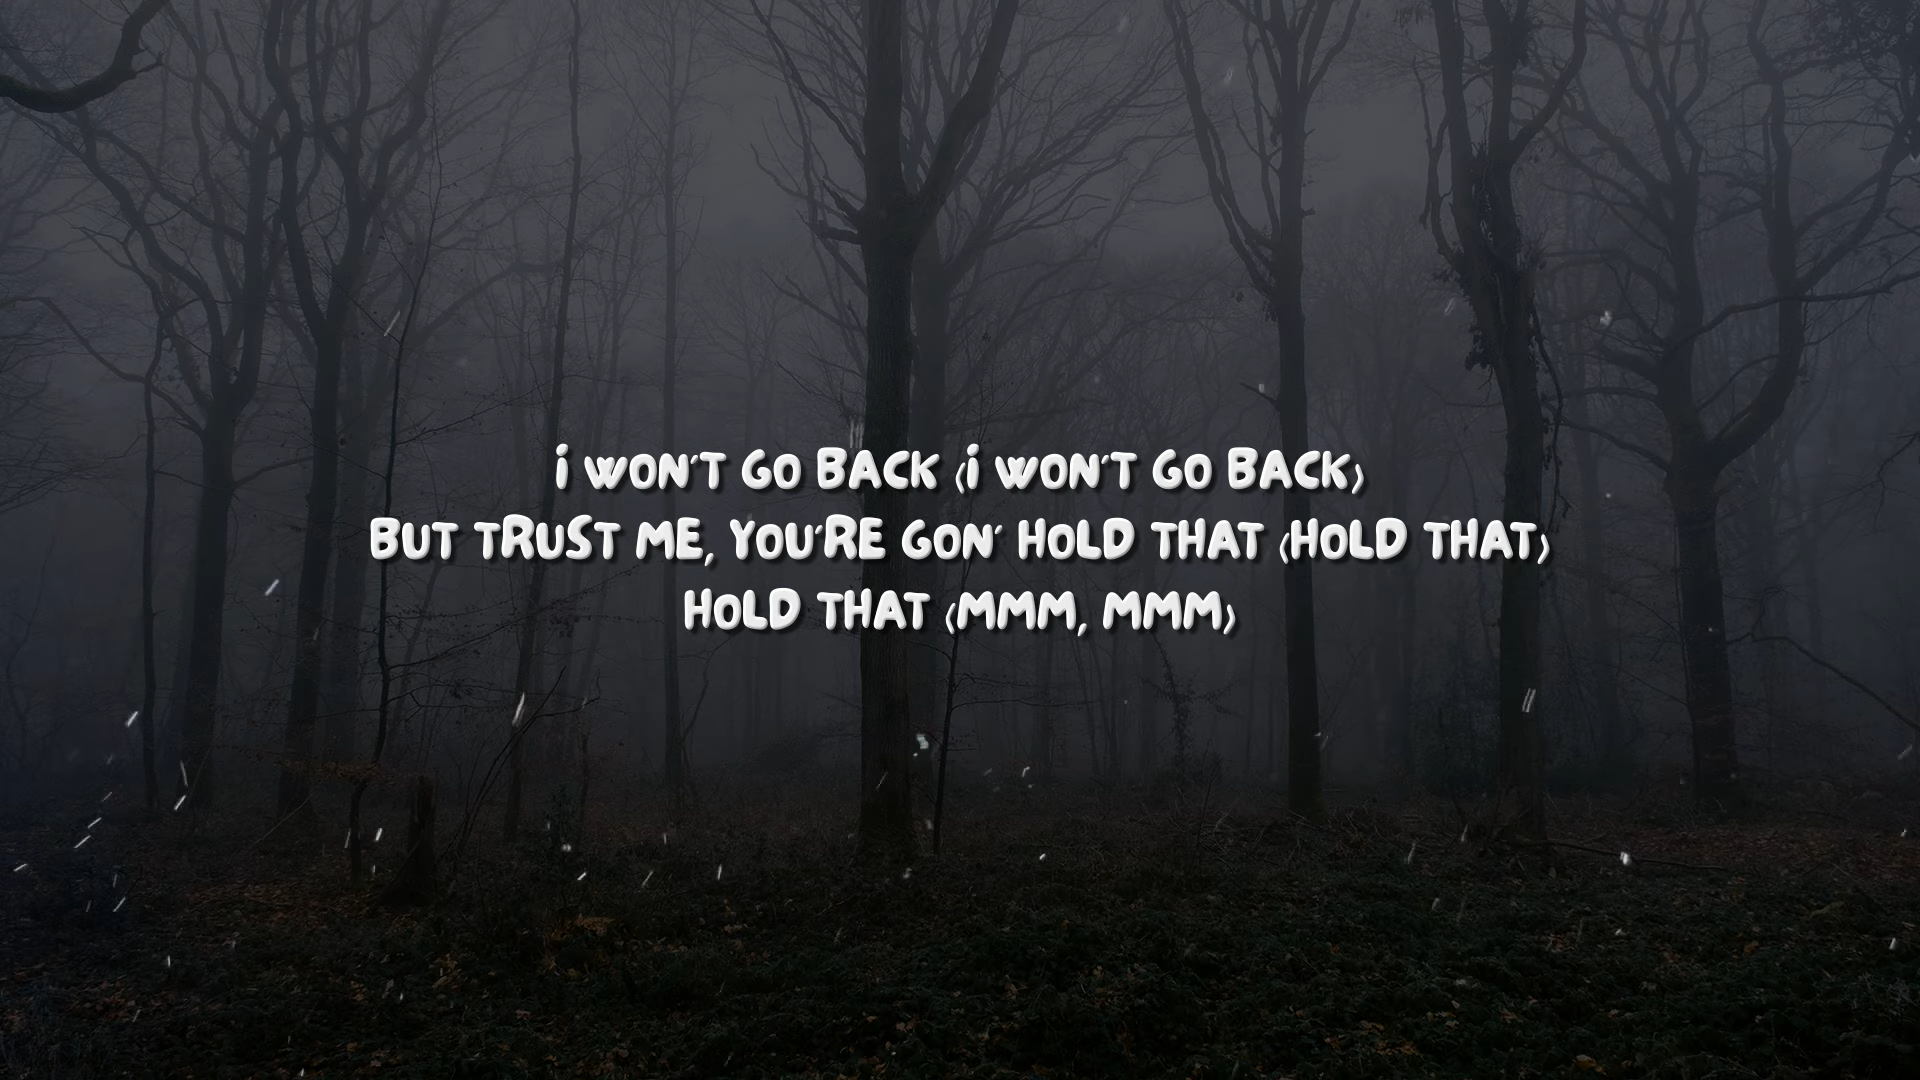 I WON'T GO BACK (I WON'T GO BACK)
BUT TRUST ME, YOU'RE GON' HOLD THAT (HOLD THAT)
HOLD THAT (MMM, MMM)